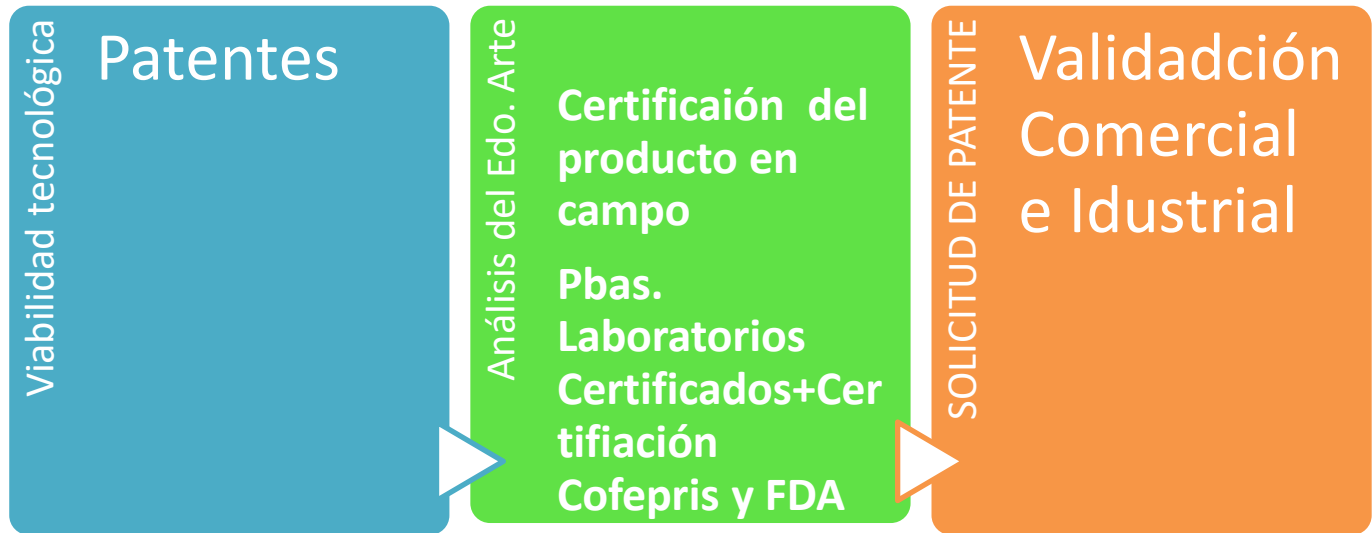 Viabilidad tecnológica
Patentes
Análisis del Edo. Arte
Certificaión del
producto en
campo
Pbas.
Laboratorios
Certificados+Cer
tifiación
Cofepris y FDA
SOLICITUD DE PATENTE
Validadción
Comercial
e Idustrial